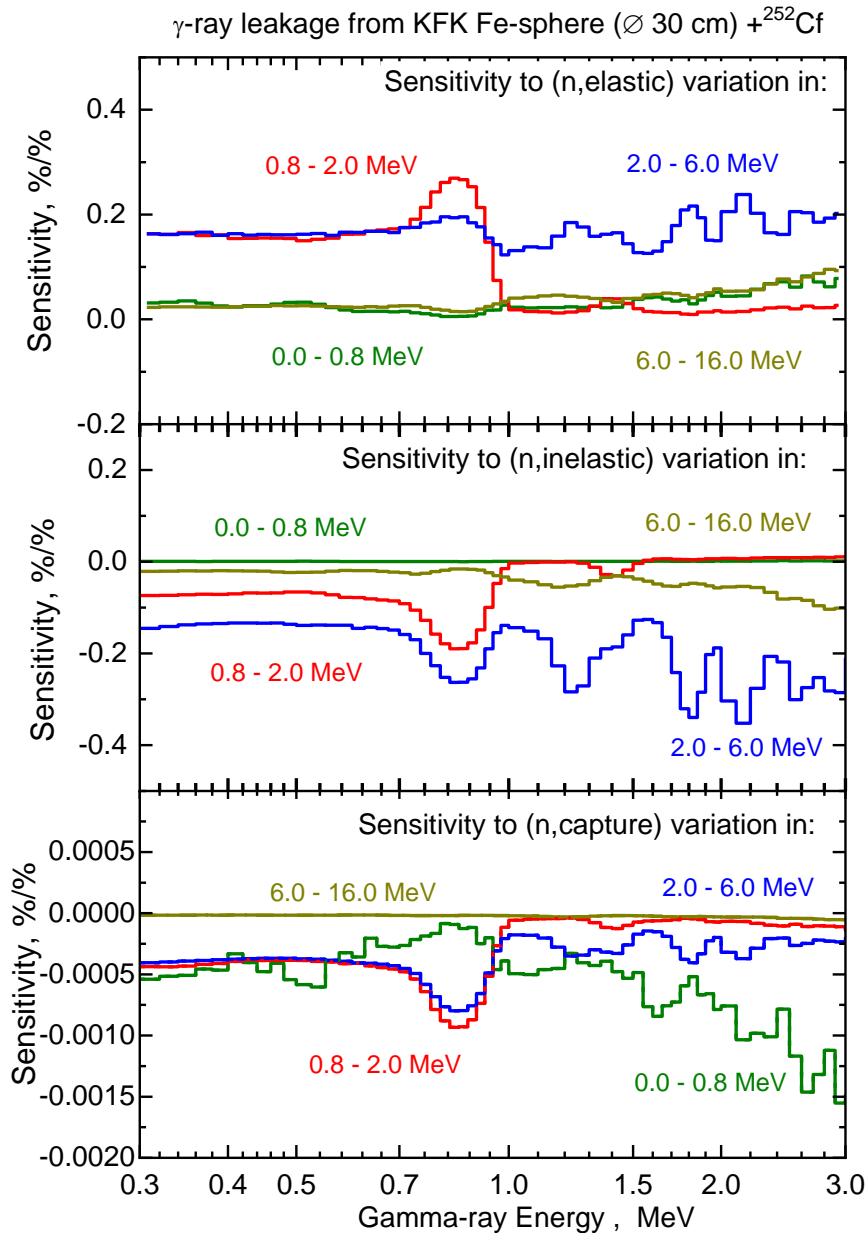 γ-ray leakage from KFK Fe-sphere (∅ 30 cm) +²⁵²Cf
Sensitivity to (n,elastic) variation in:
0.8 - 2.0 MeV
2.0 - 6.0 MeV
0.0 - 0.8 MeV
6.0 - 16.0 MeV
Sensitivity, %/%
0.4
0.2
0.0
-0.2
Sensitivity to (n,inelastic) variation in:
0.0 - 0.8 MeV
6.0 - 16.0 MeV
0.8 - 2.0 MeV
2.0 - 6.0 MeV
Sensitivity, %/%
0.2
0.0
-0.2
-0.4
Sensitivity to (n,capture) variation in:
6.0 - 16.0 MeV
2.0 - 6.0 MeV
0.8 - 2.0 MeV
0.0 - 0.8 MeV
Sensitivity, %/%
0.0005
0.0000
-0.0005
-0.0010
-0.0015
-0.0020
0.3 0.4 0.5 0.7 1.0 1.5 2.0 3.0
Gamma-ray Energy , MeV